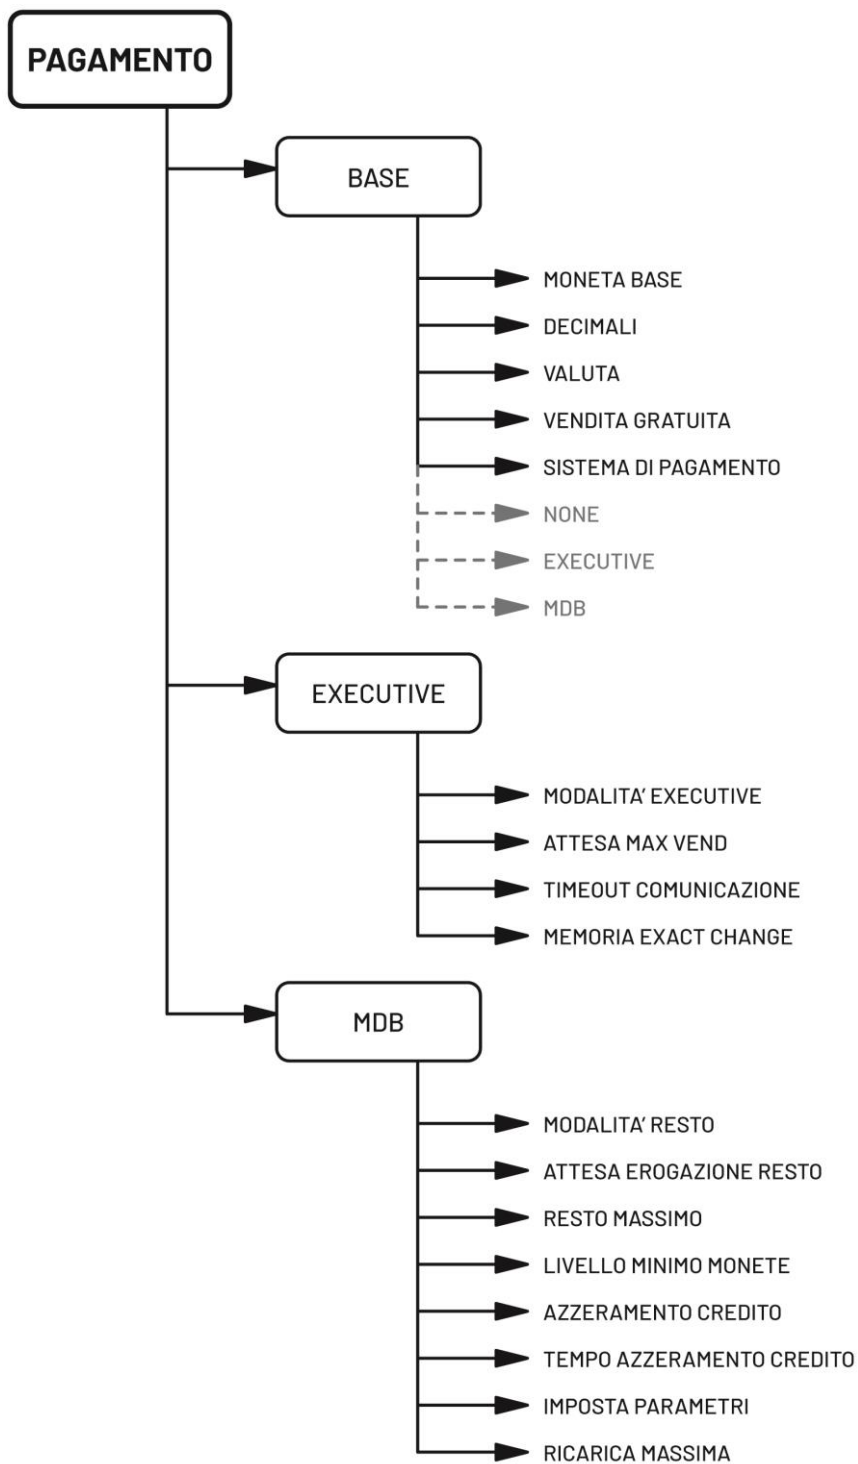 PAGAMENTO
BASE
MONETA BASE
DECIMALI
VALUTA
VENDITA GRATUITA
SISTEMA DI PAGAMENTO
NONE
EXECUTIVE
MDB
EXECUTIVE
MODALITA' EXECUTIVE
ATTESA MAX VEND
TIMEOUT COMUNICAZIONE
MEMORIA EXACT CHANGE
MDB
MODALITA' RESTO
ATTESA EROGAZIONE RESTO
RESTO MASSIMO
LIVELLO MINIMO MONETE
AZZERAMENTO CREDITO
TEMPO AZZERAMENTO CREDITO
IMPOSTA PARAMETRI
RICARICA MASSIMA